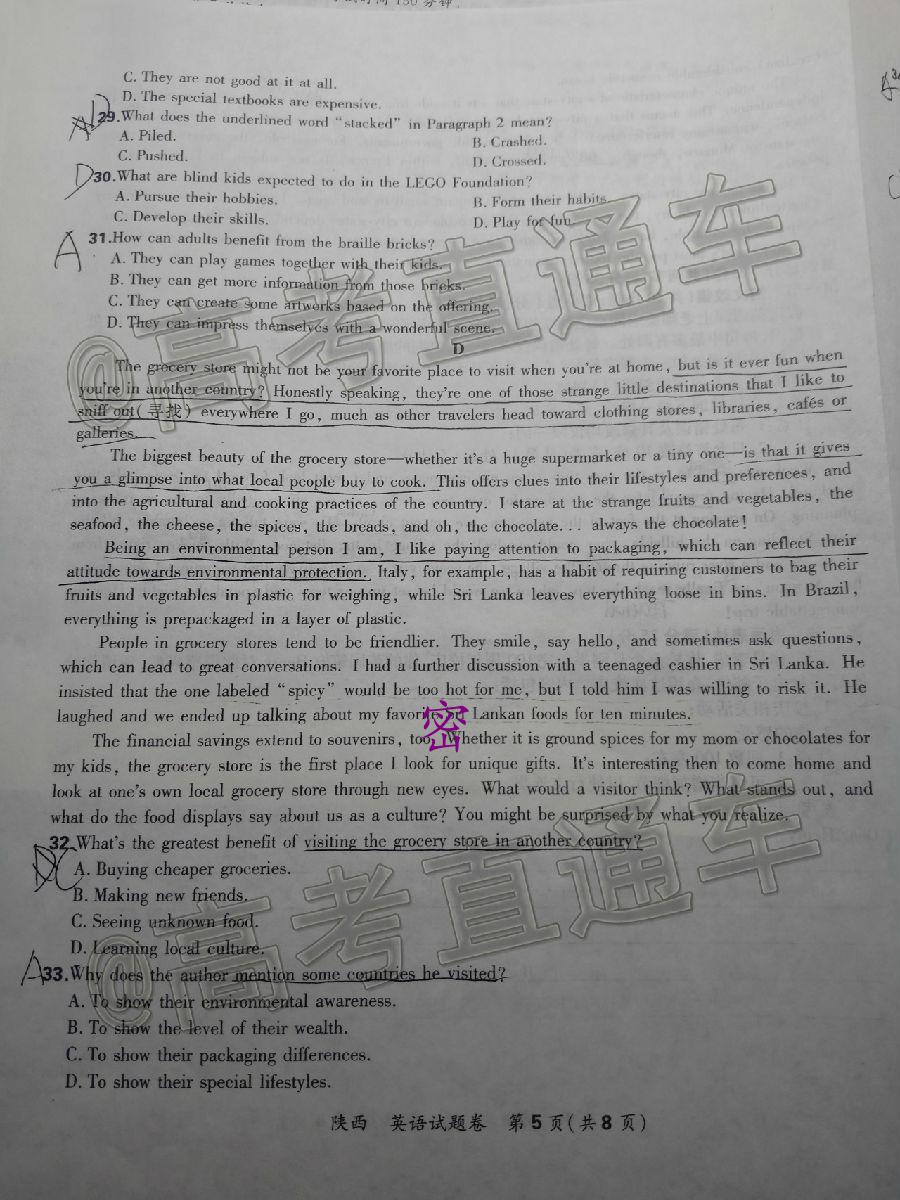 C. They are not good at it at all.
D. The special textbooks are expensive.
29.What does the underlined word "stacked" in Paragraph 2 mean?
A. Piled.
B. Crashed.
C. Pushed.
D. Crossed.
D 30.What are blind kids expected to do in the LEGO Foundation?
A. Pursue their hobbies.
B. Form their habits.
C. Develop their skills.
D. Play for fun.
A 31.How can adults benefit from the braille bricks?
A. They can play games together with their kids.
B. They can get more information from those bricks.
C. They can create some artworks based on the offering.
D. They can impress themselves with a wonderful scene.
D
The grocery store might not be your favorite place to visit when you're at home, but is it ever fun when
you're in another country? Honestly speaking, they're one of those strange little destinations that I like to
sniff out(寻找) everywhere I go, much as other travelers head toward clothing stores, libraries, cafés or
galleries.
The biggest beauty of the grocery store—whether it's a huge supermarket or a tiny one—is that it gives
you a glimpse into what local people buy to cook. This offers clues into their lifestyles and preferences, and
into the agricultural and cooking practices of the country. I stare at the strange fruits and vegetables, the
seafood, the cheese, the spices, the breads, and oh, the chocolate... always the chocolate!
Being an environmental person I am, I like paying attention to packaging, which can reflect their
attitude towards environmental protection. Italy, for example, has a habit of requiring customers to bag their
fruits and vegetables in plastic for weighing, while Sri Lanka leaves everything loose in bins. In Brazil,
everything is prepackaged in a layer of plastic.
People in grocery stores tend to be friendlier. They smile, say hello, and sometimes ask questions,
which can lead to great conversations. I had a further discussion with a teenaged cashier in Sri Lanka. He
insisted that the one labeled "spicy" would be too hot for me, but I told him I was willing to risk it. He
laughed and we ended up talking about my favorite Sri Lankan foods for ten minutes.
密
The financial savings extend to souvenirs, too. Whether it is ground spices for my mom or chocolates for
my kids, the grocery store is the first place I look for unique gifts. It's interesting then to come home and
look at one's own local grocery store through new eyes. What would a visitor think? What stands out, and
what do the food displays say about us as a culture? You might be surprised by what you realize.
32.What's the greatest benefit of visiting the grocery store in another country?
A. Buying cheaper groceries.
B. Making new friends.
C. Seeing unknown food.
D. Learning local culture.
A 33.Why does the author mention some countries he visited?
A. To show their environmental awareness.
B. To show the level of their wealth.
C. To show their packaging differences.
D. To show their special lifestyles.
陕西 英语试题卷 第5页(共8页)
@高考直通车
@高考直通车